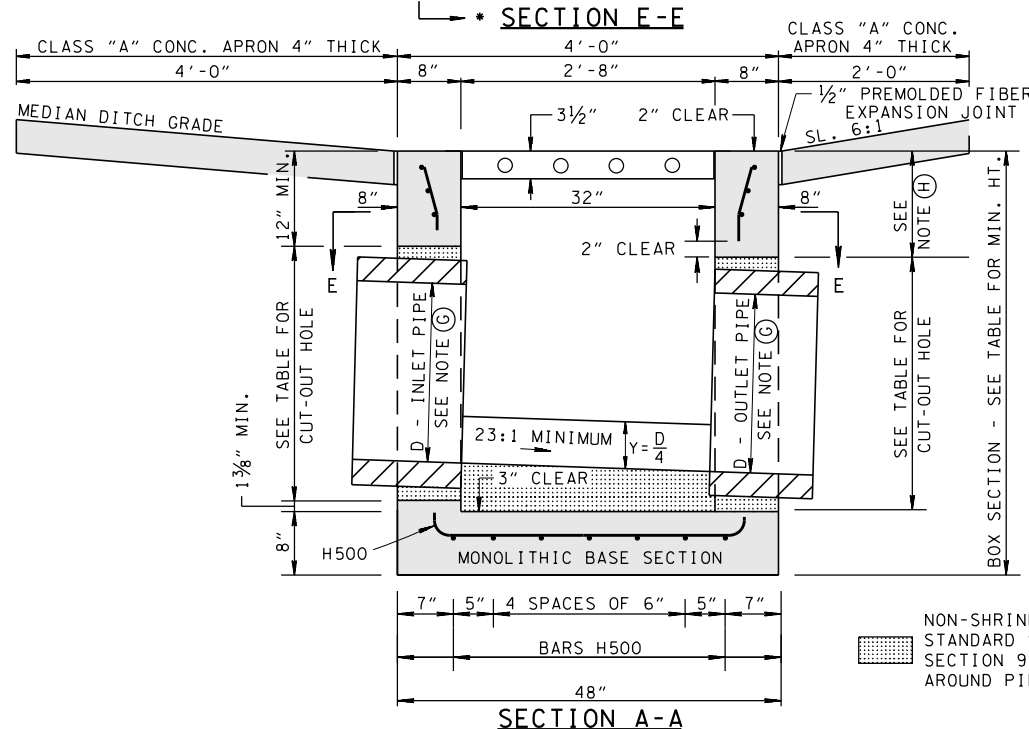 * SECTION E-E
CLASS "A" CONC. APRON 4" THICK
4'-0"
CLASS "A" CONC.
APRON 4" THICK
4'-0"
8"
2'-8"
8"
2'-0"
½" PREMOLDED FIBER
EXPANSION JOINT
MEDIAN DITCH GRADE
3½"
2" CLEAR
SL. 6:1
12" MIN.
8"
32"
8"
SEE
NOTE (H)
2" CLEAR
E
E
SEE TABLE FOR
CUT-OUT HOLE
D - INLET PIPE
SEE NOTE (G)
D - OUTLET PIPE
SEE NOTE (G)
SEE TABLE FOR
CUT-OUT HOLE
BOX SECTION - SEE TABLE FOR MIN. HT.
23:1 MINIMUM
Y=D/4
1⅜" MIN.
3" CLEAR
8"
H500
MONOLITHIC BASE SECTION
7"
5"
4 SPACES OF 6"
5"
7"
BARS H500
48"
NON-SHRIN
STANDARD
SECTION 9
AROUND PI
SECTION A-A